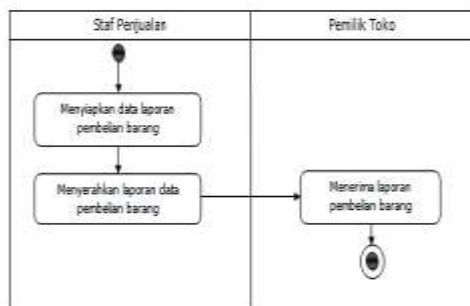 Staf Penjualan
Pemilik Toko
Menyiapkan data laporan
pembelian barang
Menyerahkan laporan data
pembelian barang
Menerima laporan
pembelian barang